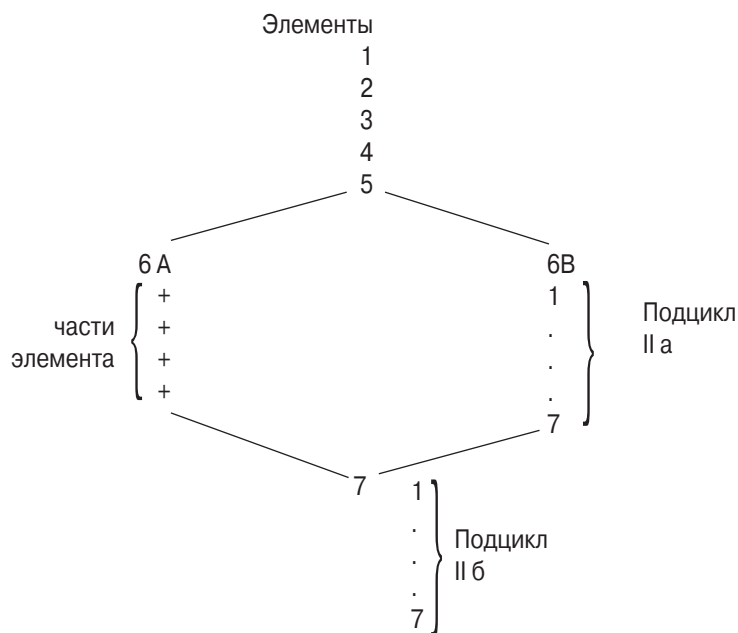 Элементы
1
2
3
4
5
6 А
6В
части
элемента
+
+
+
+
1
.
.
.
7
Подцикл
II а
7
1
.
.
.
7
Подцикл
II б